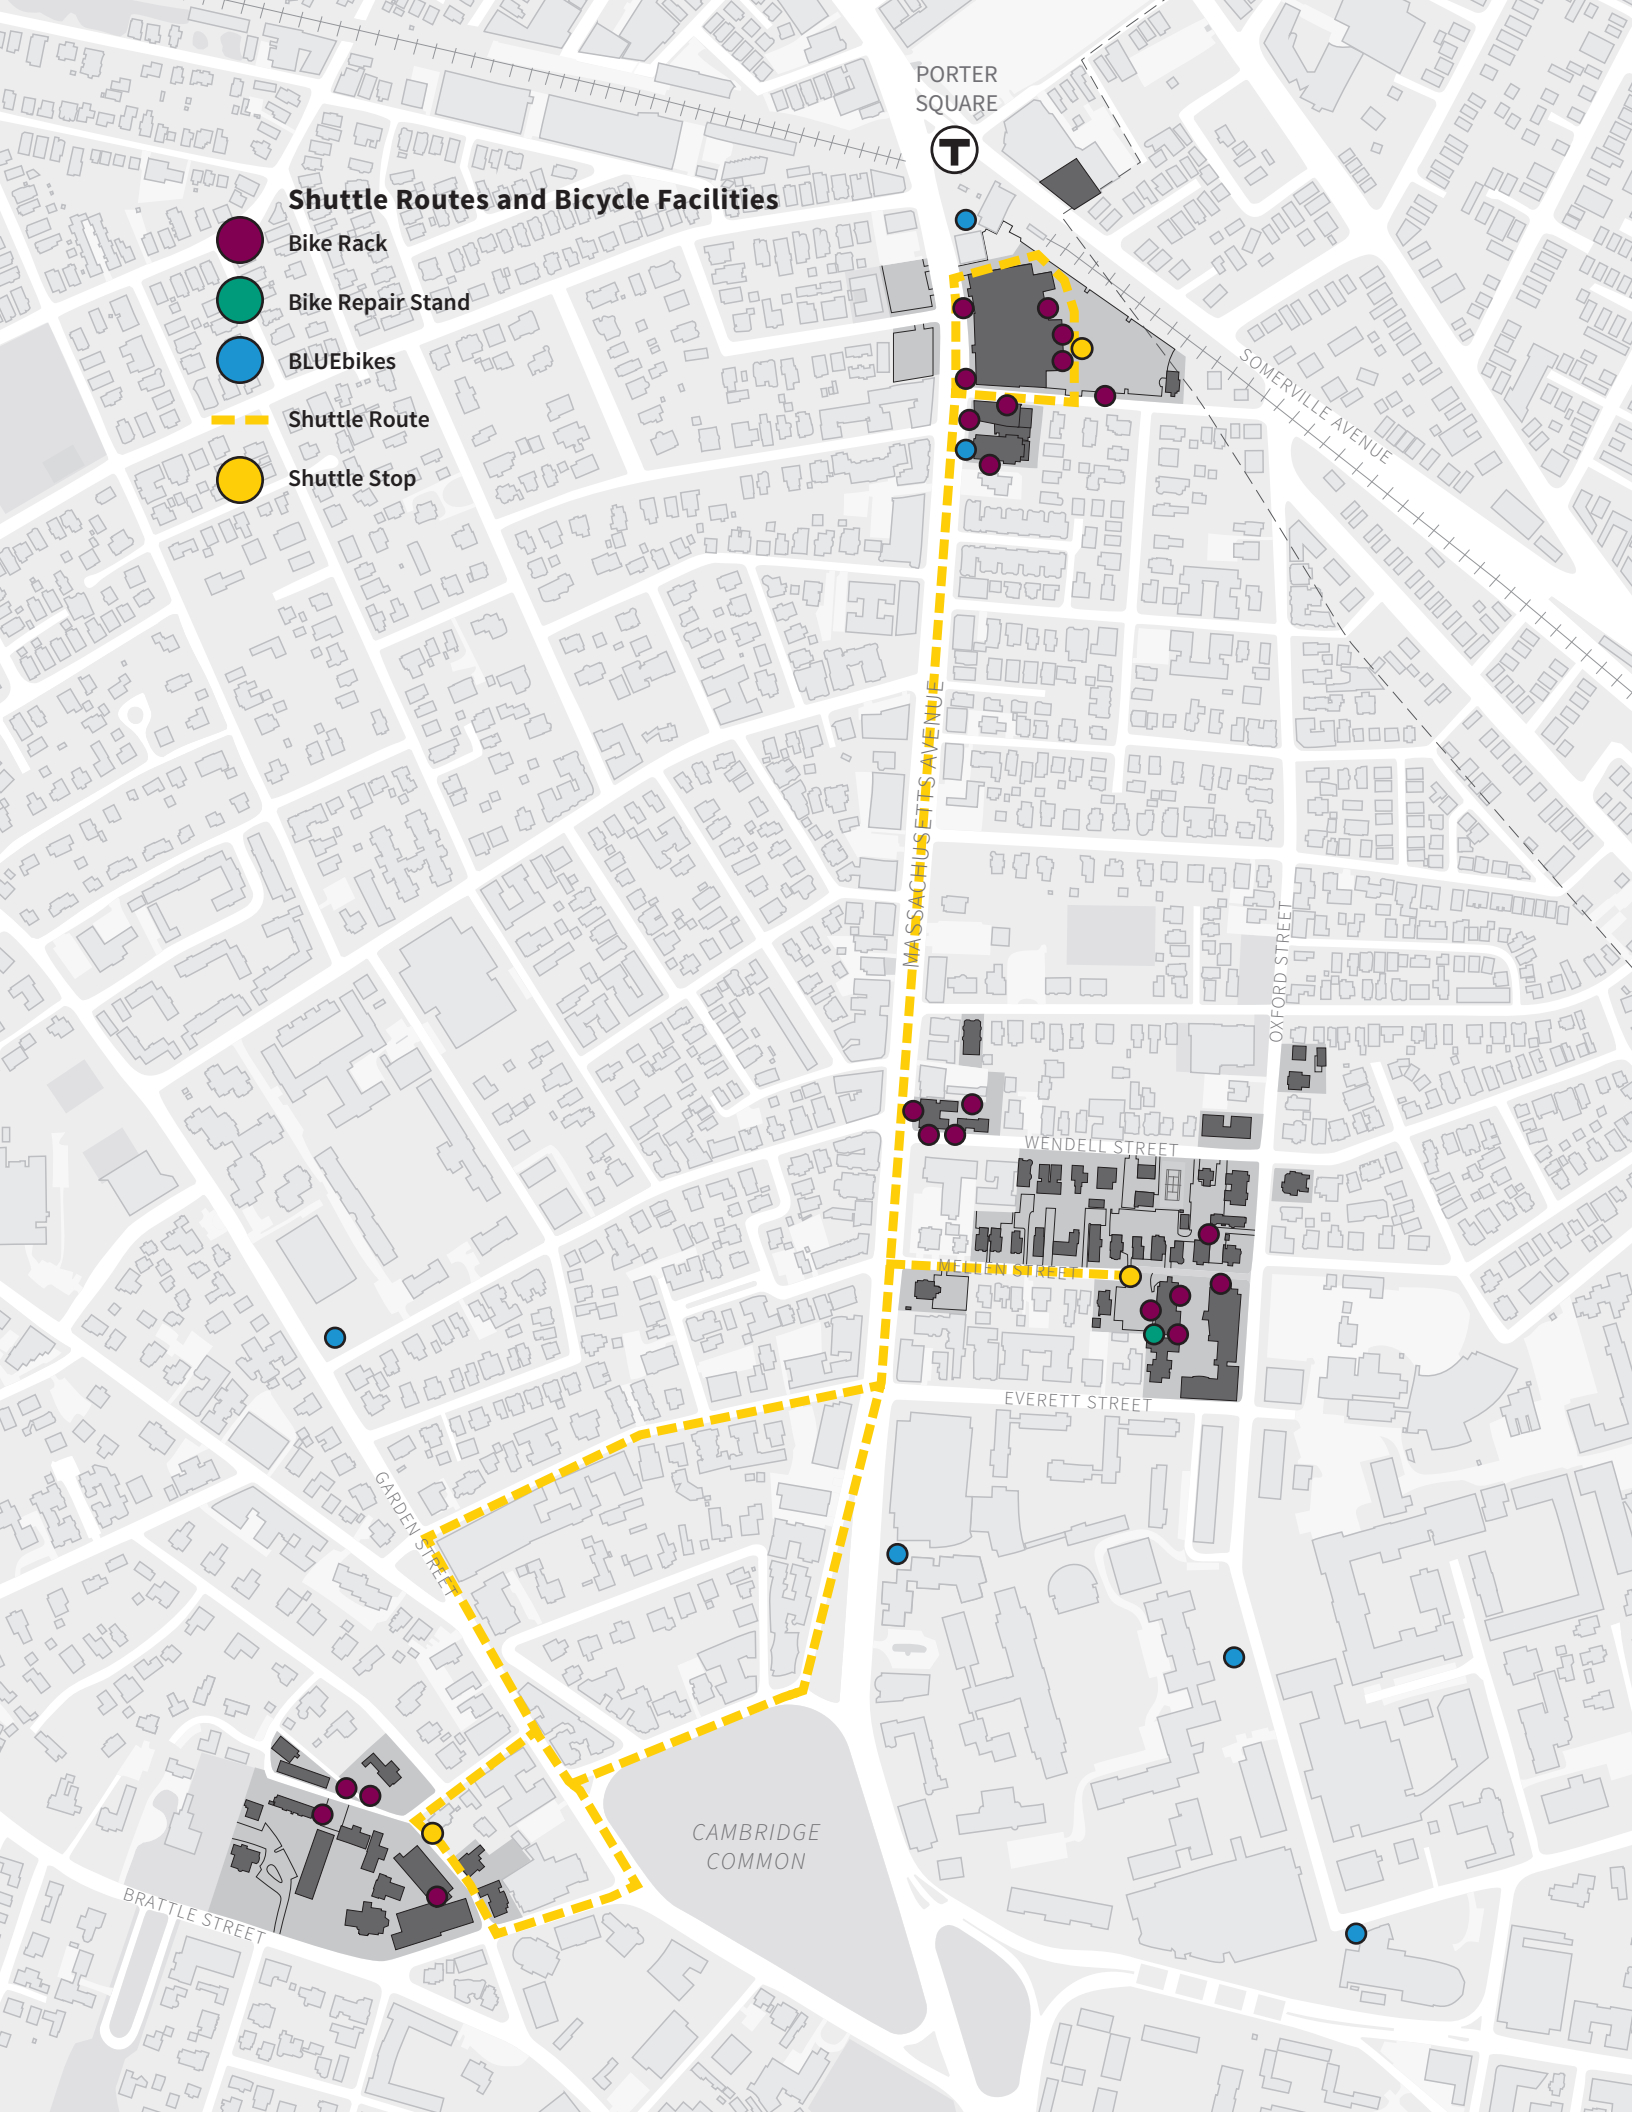 PORTER
SQUARE
T
Shuttle Routes and Bicycle Facilities
Bike Rack
Bike Repair Stand
BLUEbikes
Shuttle Route
Shuttle Stop
SOMERVILLE AVENUE
MASSACHUSETTS AVENUE
OXFORD STREET
WENDELL STREET
MELLEN STREET
EVERETT STREET
GARDEN STREET
CAMBRIDGE
COMMON
BRATTLE STREET